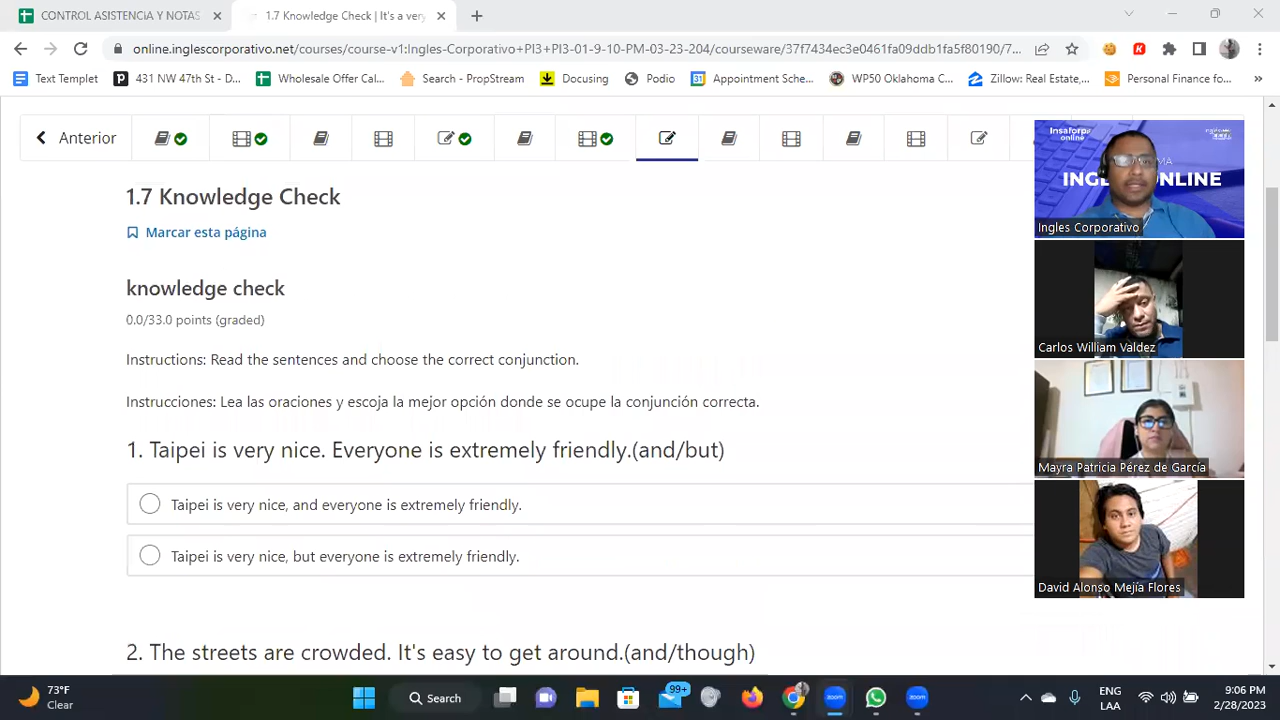 CONTROL ASISTENCIA Y NOTAS
1.7 Knowledge Check | It's a very
online.inglescorporativo.net/courses/course-v1:Ingles-Corporativo+PI3+PI3-01-9-10-PM-03-23-204/courseware/37f7434ec3e0461fa09ddb1fa5f80190/7...
Text Templet
431 NW 47th St - D...
Wholesale Offer Cal...
Search - PropStream
Docusing
Podio
Appointment Sche...
WP50 Oklahoma C...
Zillow: Real Estate,...
Personal Finance fo...
»
Anterior
1.7 Knowledge Check
Marcar esta página
knowledge check
0.0/33.0 points (graded)
Instructions: Read the sentences and choose the correct conjunction.
Instrucciones: Lea las oraciones y escoja la mejor opción donde se ocupe la conjunción correcta.
1. Taipei is very nice. Everyone is extremely friendly.(and/but)
Taipei is very nice, and everyone is extremely friendly.
Taipei is very nice, but everyone is extremely friendly.
2. The streets are crowded. It's easy to get around.(and/though)
Insaforp
online
Ingles Corporativo
Carlos William Valdez
Mayra Patricia Pérez de García
David Alonso Mejía Flores
73°F
Clear
Search
99+
ENG
LAA
9:06 PM
2/28/2023